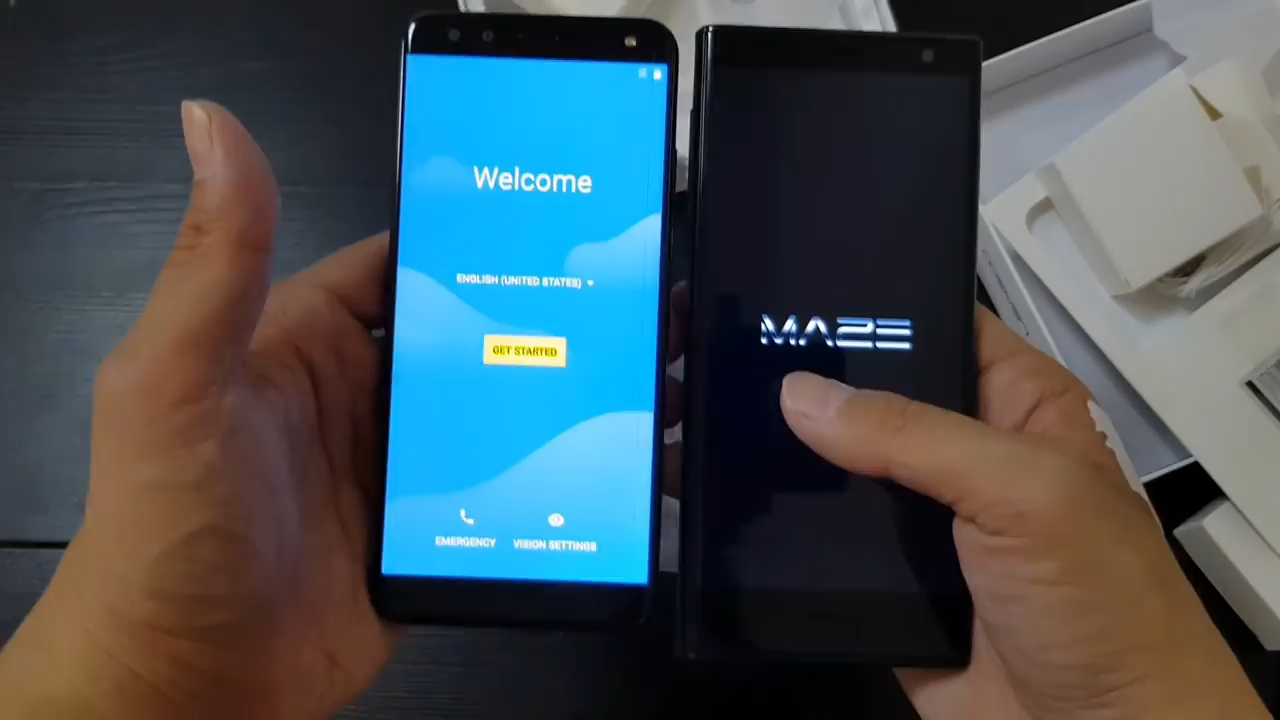 Welcome
ENGLISH (UNITED STATES)
GET STARTED
EMERGENCY
VISION SETTINGS
MAZE